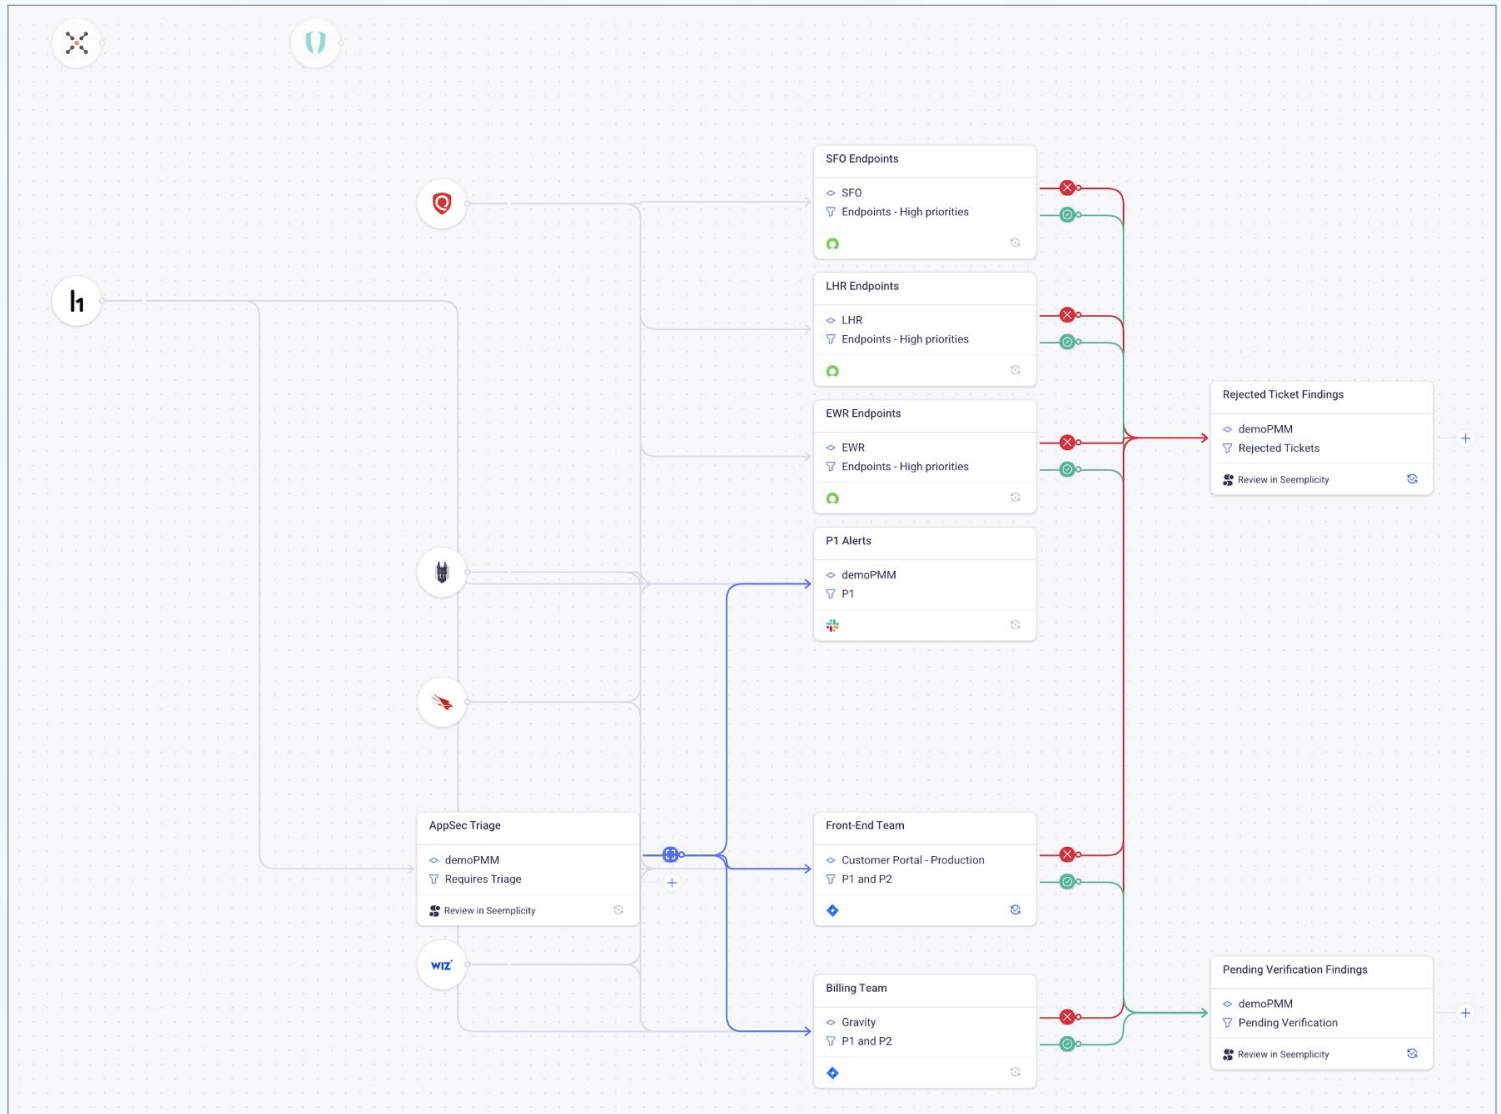 SFO Endpoints
SFO
Endpoints - High priorities
LHR Endpoints
LHR
Endpoints - High priorities
EWR Endpoints
EWR
Endpoints - High priorities
P1 Alerts
demoPMM
P1
AppSec Triage
demoPMM
Requires Triage
Review in Seemplicity
WIZ
Front-End Team
Customer Portal - Production
P1 and P2
Billing Team
Gravity
P1 and P2
Rejected Ticket Findings
demoPMM
Rejected Tickets
Review in Seemplicity
Pending Verification Findings
demoPMM
Pending Verification
Review in Seemplicity